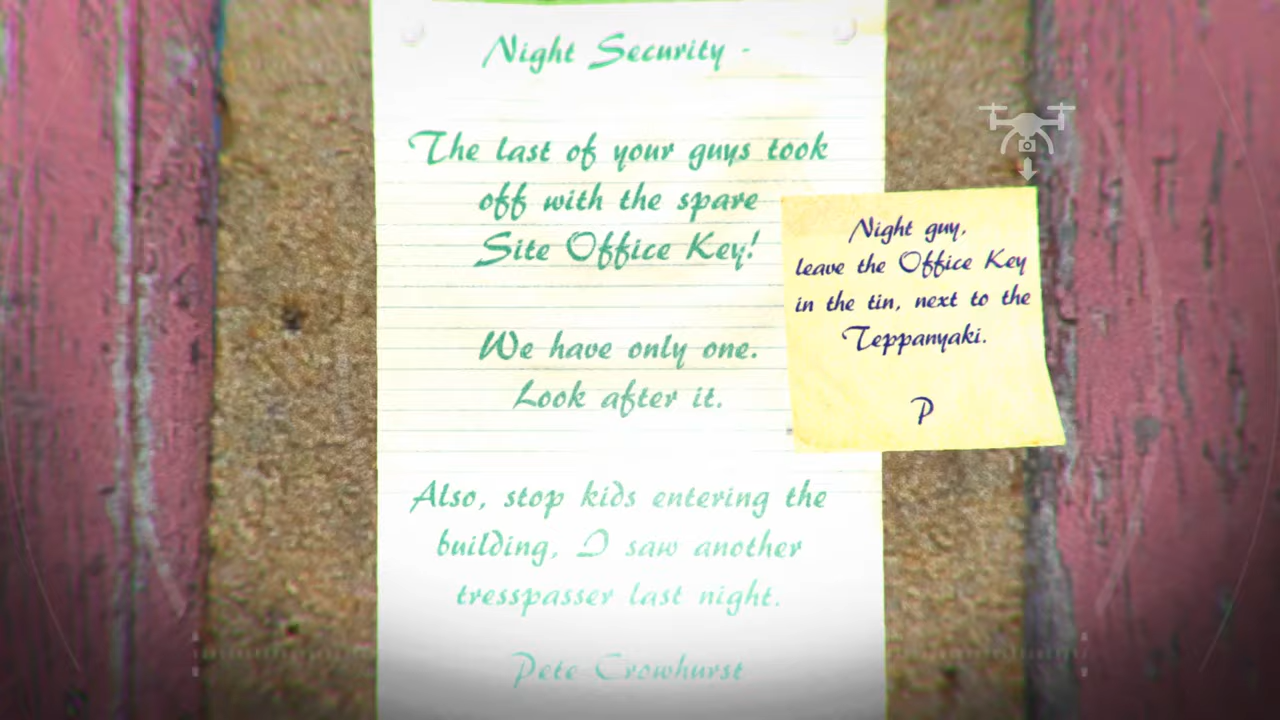 Night Security -
The last of your guys took
off with the spare
Site Office Key!
We have only one.
Look after it.
Also, stop kids entering the
building, I saw another
tresspasser last night.
Pete Crowhurst
Night guy,
leave the Office Key
in the tin, next to the
Teppanyaki.
P